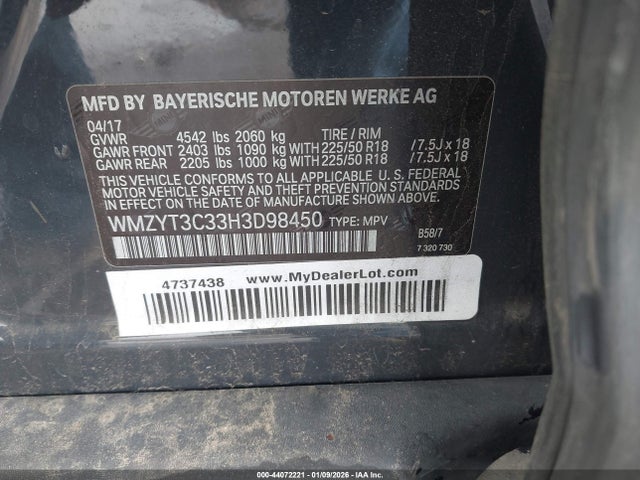 MFD BY BAYERISCHE MOTOREN WERKE AG
04/17
GVWR 4542 lbs 2060 kg TIRE / RIM
GAWR FRONT 2403 lbs 1090 kg WITH 225/50 R18 /7.5J x 18
GAWR REAR 2205 lbs 1000 kg WITH 225/50 R18 /7.5J x 18
THIS VEHICLE CONFORMS TO ALL APPLICABLE U. S. FEDERAL
MOTOR VEHICLE SAFETY AND THEFT PREVENTION STANDARDS
IN EFFECT ON THE DATE OF MANUFACTURE SHOWN ABOVE.
WMZYT3C33H3D98450 TYPE: MPV
B58/7
7 320 730
4737438 www.MyDealerLot.com
000-44072221 - 01/09/2026 - IAA Inc.